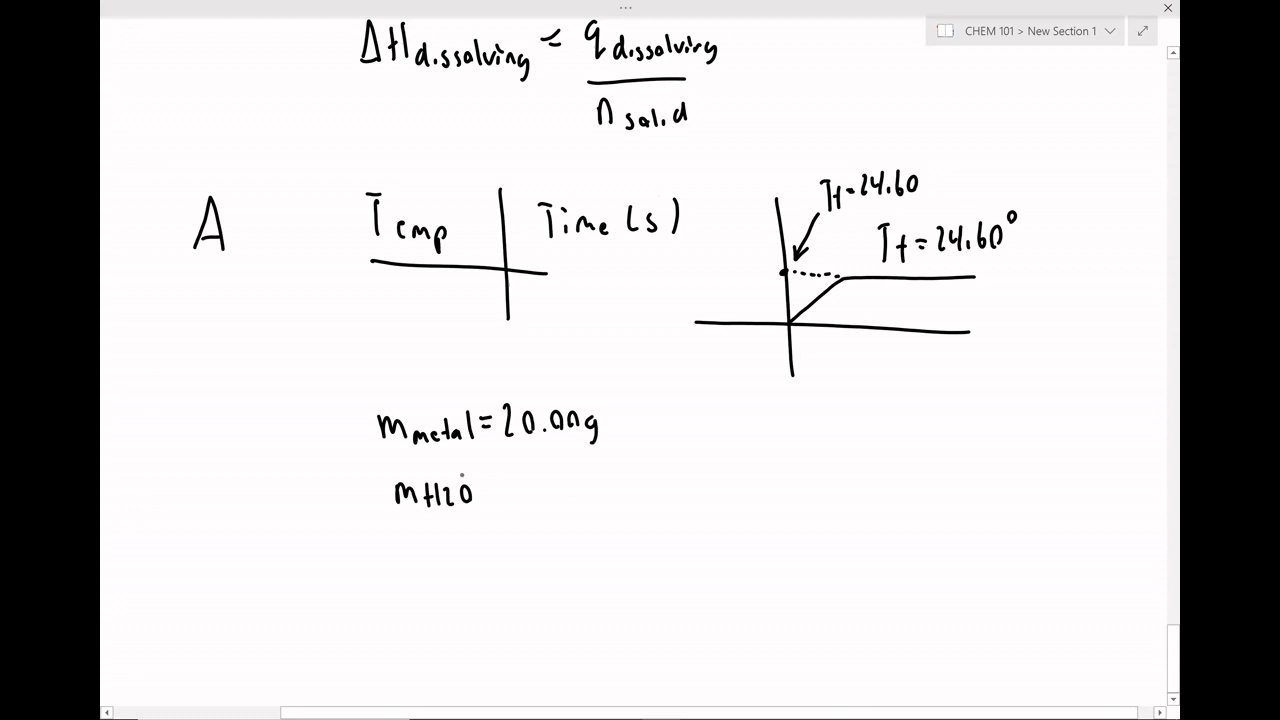 CHEM 101 > New Section 1
ΔH dissolving = q dissolving
n solid
A
Temp Time (s)
Tf = 24.60
Tf = 24.60°
m metal = 20.00g
mH2O